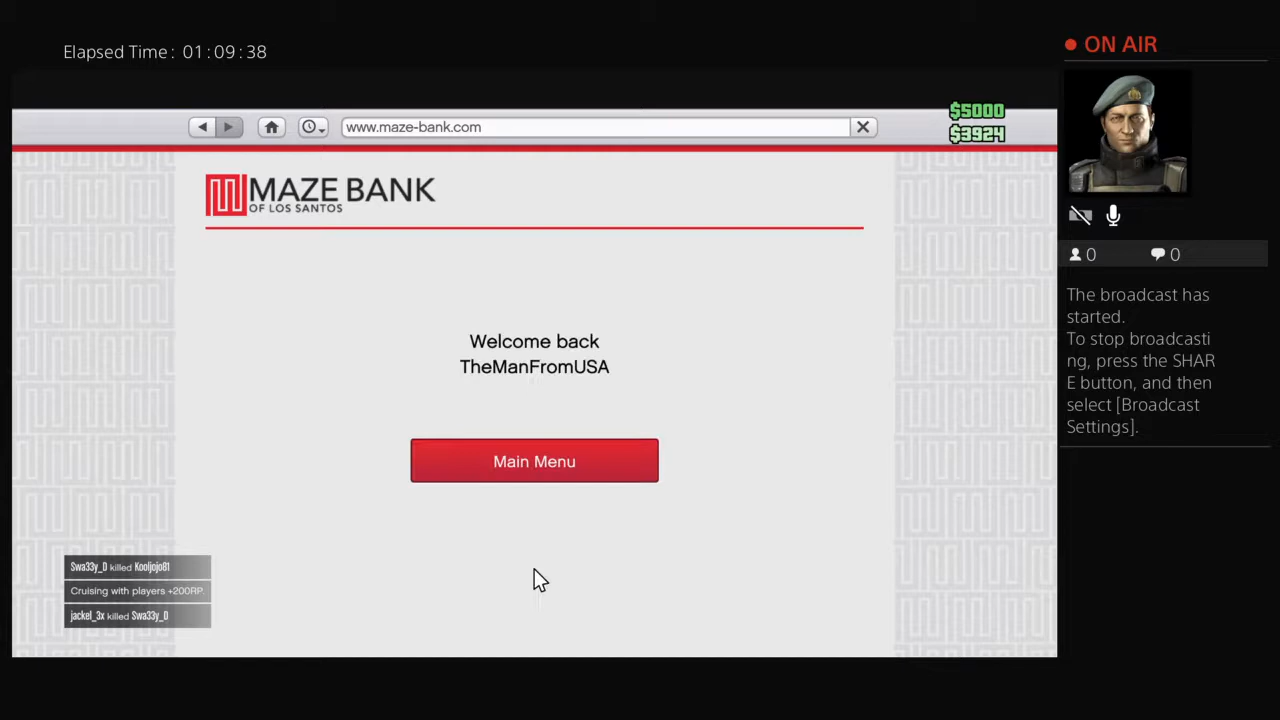 Elapsed Time: 01:09:38
ON AIR
www.maze-bank.com
$5000
$3924
MAZE BANK
OF LOS SANTOS
Welcome back
TheManFromUSA
Main Menu
Swa33y_D killed Kooljojo81
Cruising with players +200RP.
jackel_3x killed Swa33y_D
0
0
The broadcast has
started.
To stop broadcasti
ng, press the SHAR
E button, and then
select [Broadcast
Settings].